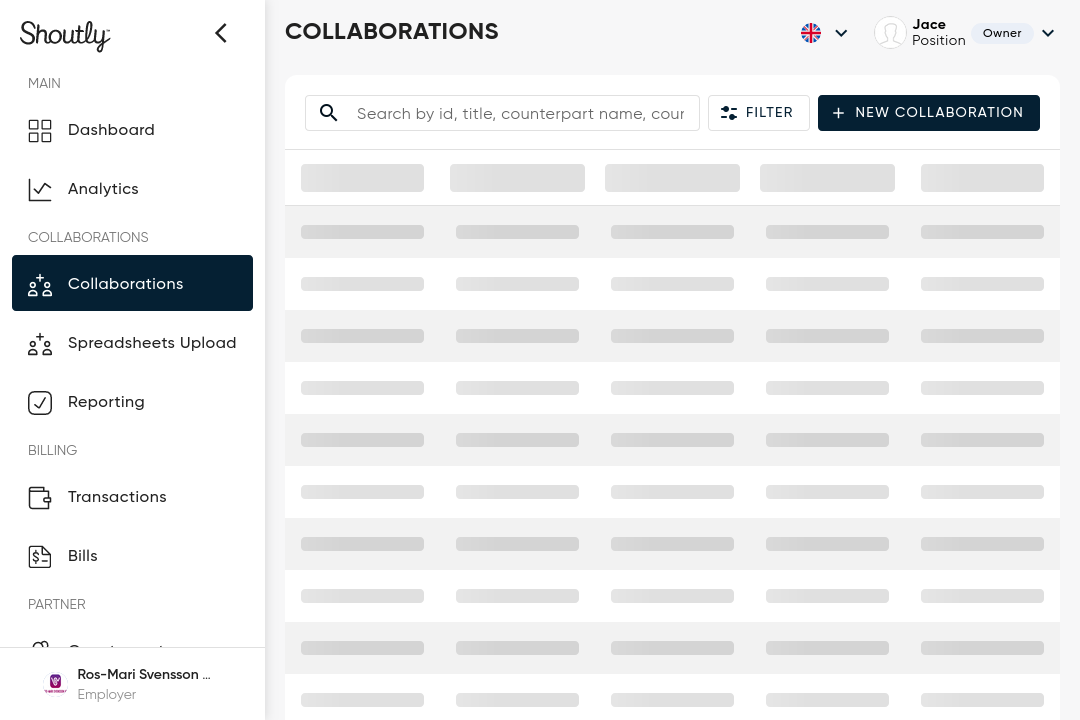 Shoutly
COLLABORATIONS
Jace
Position
Owner
MAIN
Dashboard
Analytics
COLLABORATIONS
Collaborations
Spreadsheets Upload
Reporting
BILLING
Transactions
Bills
PARTNER
Ros-Mari Svensson ...
Employer
Search by id, title, counterpart name, cour
FILTER
+ NEW COLLABORATION